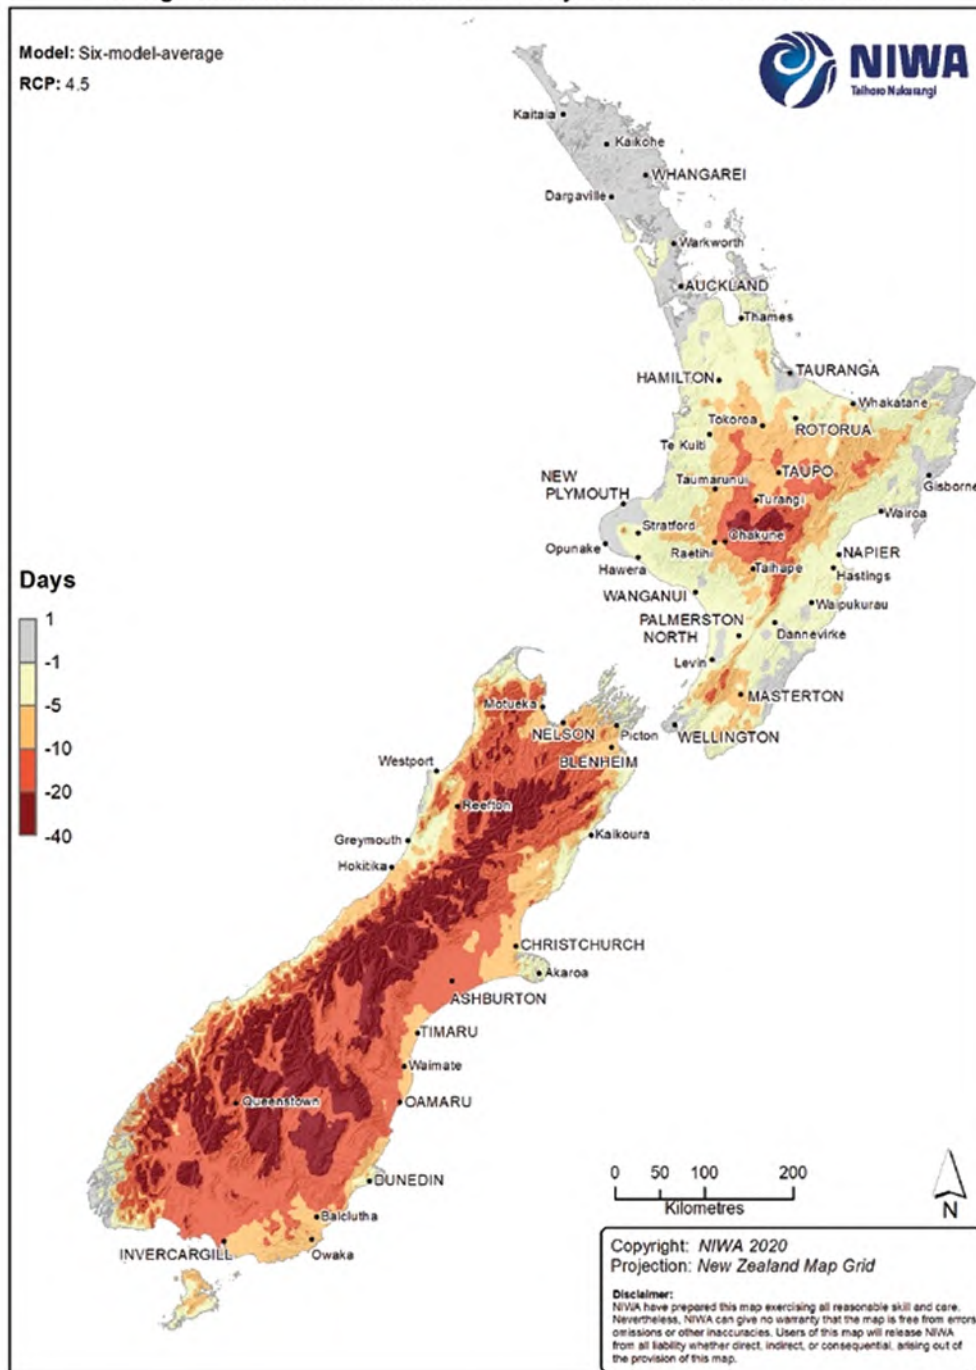 Model: Six-model-average
RCP: 4.5
NIWA
Taihoro Nukurangi
Kaitaia
Kaikohe
WHANGAREI
Dargaville
Warkworth
AUCKLAND
Thames
HAMILTON
TAURANGA
Whakatane
Tokoroa
ROTORUA
Te Kuiti
TAUPO
Taumarunui
Gisborne
NEW
PLYMOUTH
Turangi
Wairoa
Stratford
Opunake
Raetihi
Ohakune
NAPIER
Hawera
Taihape
Hastings
WANGANUI
Waipukurau
PALMERSTON
NORTH
Dannevirke
Levin
MASTERTON
WELLINGTON
Days
1
-1
-5
-10
-20
-40
Motueka
NELSON
Picton
BLENHEIM
Westport
Reefton
Kaikoura
Greymouth
Hokitika
CHRISTCHURCH
Akaroa
ASHBURTON
TIMARU
Waimate
Queenstown
OAMARU
DUNEDIN
Balclutha
INVERCARGILL
Owaka
0 50 100 200
Kilometres
N
Copyright: NIWA 2020
Projection: New Zealand Map Grid
Disclaimer:
NIWA have prepared this map exercising all reasonable skill and care.
Nevertheless, NIWA can give no warranty that the map is free from errors,
omissions or other inaccuracies. Users of this map will release NIWA
from all liability whether direct, indirect, or consequential, arising out of
the provision of this map.